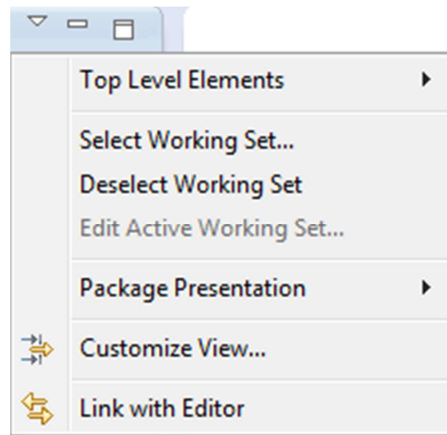 Top Level Elements
Select Working Set...
Deselect Working Set
Edit Active Working Set...
Package Presentation
Customize View...
Link with Editor